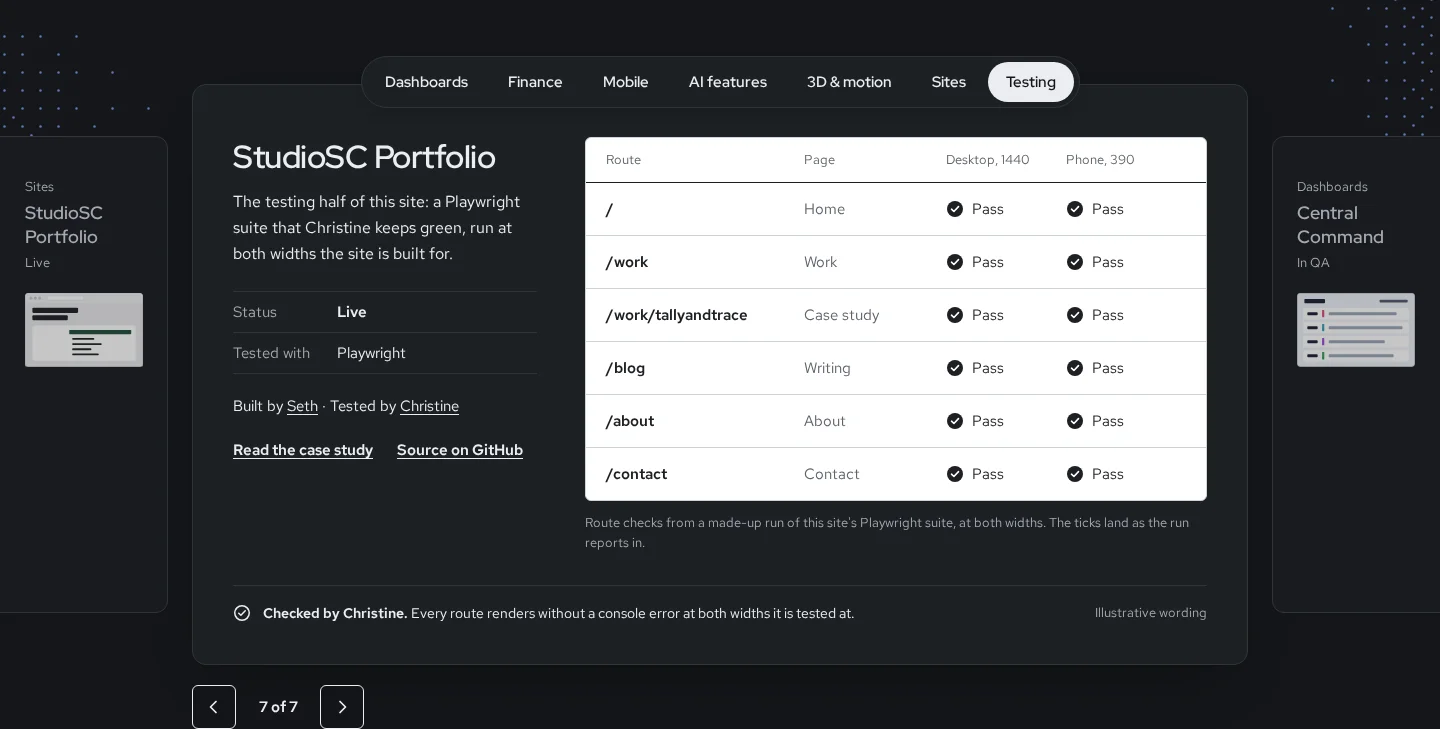 Dashboards Finance Mobile AI features 3D & motion Sites Testing
Sites
StudioSC
Portfolio
Live
StudioSC Portfolio
The testing half of this site: a Playwright
suite that Christine keeps green, run at
both widths the site is built for.
Status Live
Tested with Playwright
Built by Seth · Tested by Christine
Read the case study Source on GitHub
Route Page Desktop, 1440 Phone, 390
/ Home Pass Pass
/work Work Pass Pass
/work/tallyandtrace Case study Pass Pass
/blog Writing Pass Pass
/about About Pass Pass
/contact Contact Pass Pass
Route checks from a made-up run of this site's Playwright suite, at both widths. The ticks land as the run
reports in.
Checked by Christine. Every route renders without a console error at both widths it is tested at. Illustrative wording
Dashboards
Central
Command
In QA
7 of 7